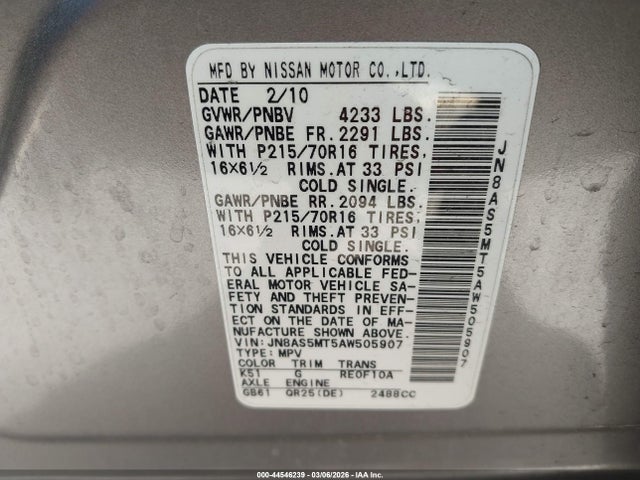 MFD BY NISSAN MOTOR CO.,LTD.
DATE 2/10
GVWR/PNBV 4233 LBS.
GAWR/PNBE FR. 2291 LBS.
WITH P215/70R16 TIRES,
16×6½ RIMS. AT 33 PSI
COLD SINGLE.
GAWR/PNBE RR. 2094 LBS.
WITH P215/70R16 TIRES,
16×6½ RIMS. AT 33 PSI
COLD SINGLE.
THIS VEHICLE CONFORMS
TO ALL APPLICABLE FED-
ERAL MOTOR VEHICLE SA-
FETY AND THEFT PREVEN-
TION STANDARDS IN EFF-
ECT ON THE DATE OF MA-
NUFACTURE SHOWN ABOVE.
VIN: JN8AS5MT5AW505907
TYPE: MPV
COLOR TRIM TRANS
K51 G RE0F10A
AXLE ENGINE
GB61 QR25(DE) 2488CC
JN8AS5MT5AW505907
000-44546239 - 03/06/2026 - IAA Inc.